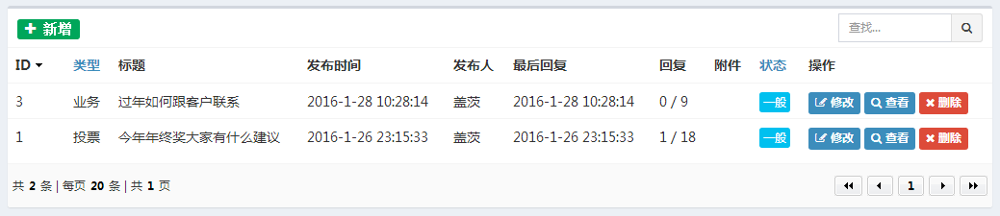 新增 查找...
ID 类型 标题 发布时间 发布人 最后回复 回复 附件 状态 操作
3 业务 过年如何跟客户联系 2016-1-28 10:28:14 盖茨 2016-1-28 10:28:14 0 / 9 一般 修改 查看 删除
1 投票 今年年终奖大家有什么建议 2016-1-26 23:15:33 盖茨 2016-1-26 23:15:33 1 / 18 一般 修改 查看 删除
共 2 条 | 每页 20 条 | 共 1 页 1